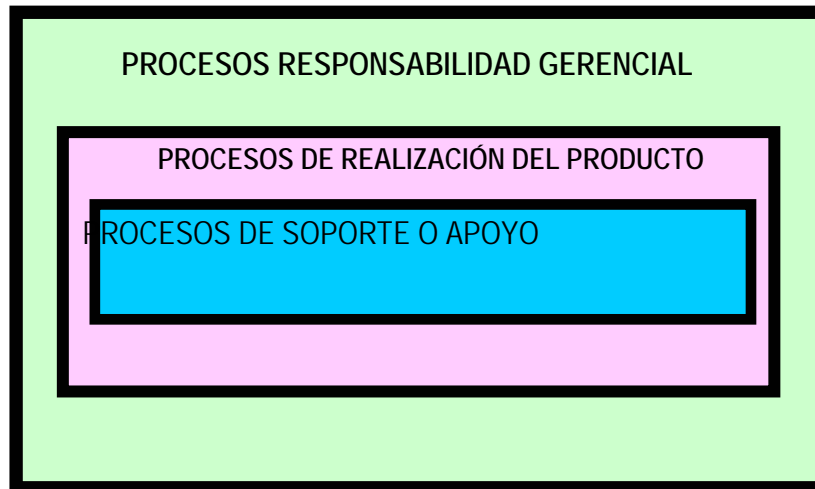 PROCESOS RESPONSABILIDAD GERENCIAL
PROCESOS DE REALIZACIÓN DEL PRODUCTO
PROCESOS DE SOPORTE O APOYO